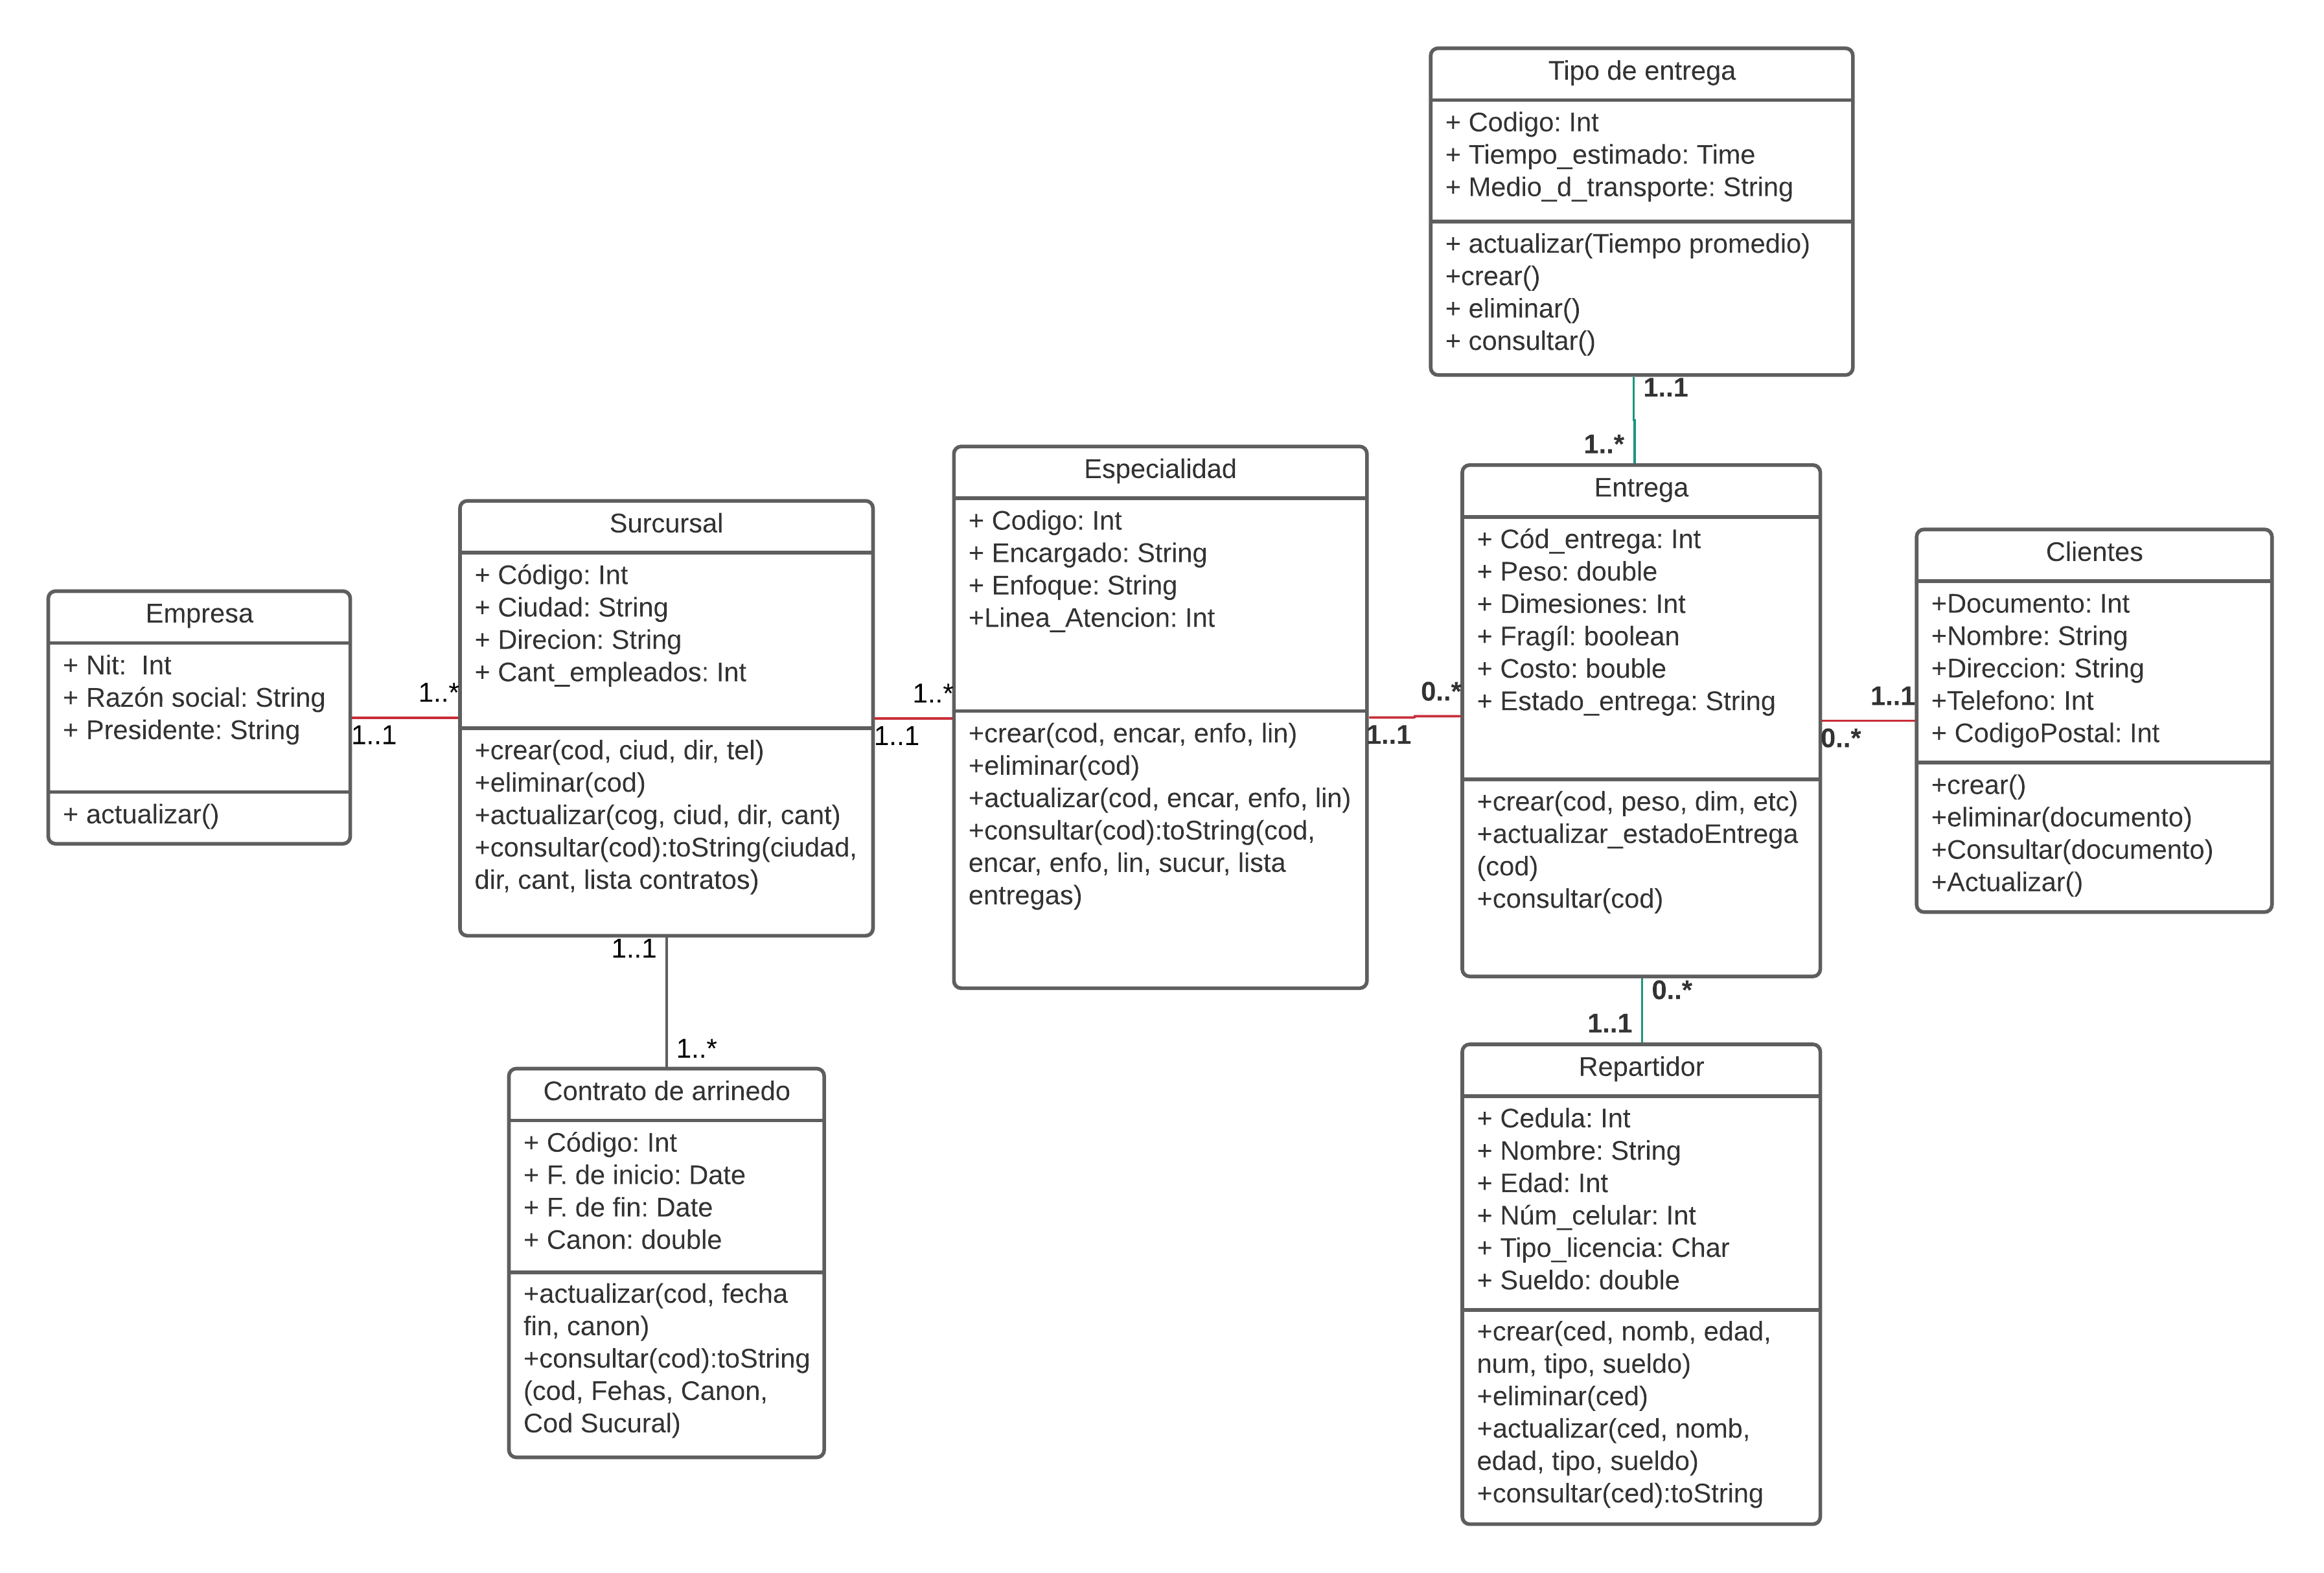 Tipo de entrega
+ Codigo: Int
+ Tiempo_estimado: Time
+ Medio_d_transporte: String
+ actualizar(Tiempo promedio)
+crear()
+ eliminar()
+ consultar()
1..1
1..*
Empresa
+ Nit:  Int
+ Razón social: String
+ Presidente: String
+ actualizar()
1..*
1..1
Surcursal
+ Código: Int
+ Ciudad: String
+ Direcion: String
+ Cant_empleados: Int
+crear(cod, ciud, dir, tel)
+eliminar(cod)
+actualizar(cog, ciud, dir, cant)
+consultar(cod):toString(ciudad,
dir, cant, lista contratos)
1..*
1..1
1..1
1..*
Contrato de arrinedo
+ Código: Int
+ F. de inicio: Date
+ F. de fin: Date
+ Canon: double
+actualizar(cod, fecha
fin, canon)
+consultar(cod):toString
(cod, Fehas, Canon,
Cod Sucural)
Especialidad
+ Codigo: Int
+ Encargado: String
+ Enfoque: String
+Linea_Atencion: Int
+crear(cod, encar, enfo, lin)
+eliminar(cod)
+actualizar(cod, encar, enfo, lin)
+consultar(cod):toString(cod,
encar, enfo, lin, sucur, lista
entregas)
0..*
1..1
Entrega
+ Cód_entrega: Int
+ Peso: double
+ Dimesiones: Int
+ Fragíl: boolean
+ Costo: bouble
+ Estado_entrega: String
+crear(cod, peso, dim, etc)
+actualizar_estadoEntrega
(cod)
+consultar(cod)
1..1
0..*
Clientes
+Documento: Int
+Nombre: String
+Direccion: String
+Telefono: Int
+ CodigoPostal: Int
+crear()
+eliminar(documento)
+Consultar(documento)
+Actualizar()
0..*
1..1
Repartidor
+ Cedula: Int
+ Nombre: String
+ Edad: Int
+ Núm_celular: Int
+ Tipo_licencia: Char
+ Sueldo: double
+crear(ced, nomb, edad,
num, tipo, sueldo)
+eliminar(ced)
+actualizar(ced, nomb,
edad, tipo, sueldo)
+consultar(ced):toString